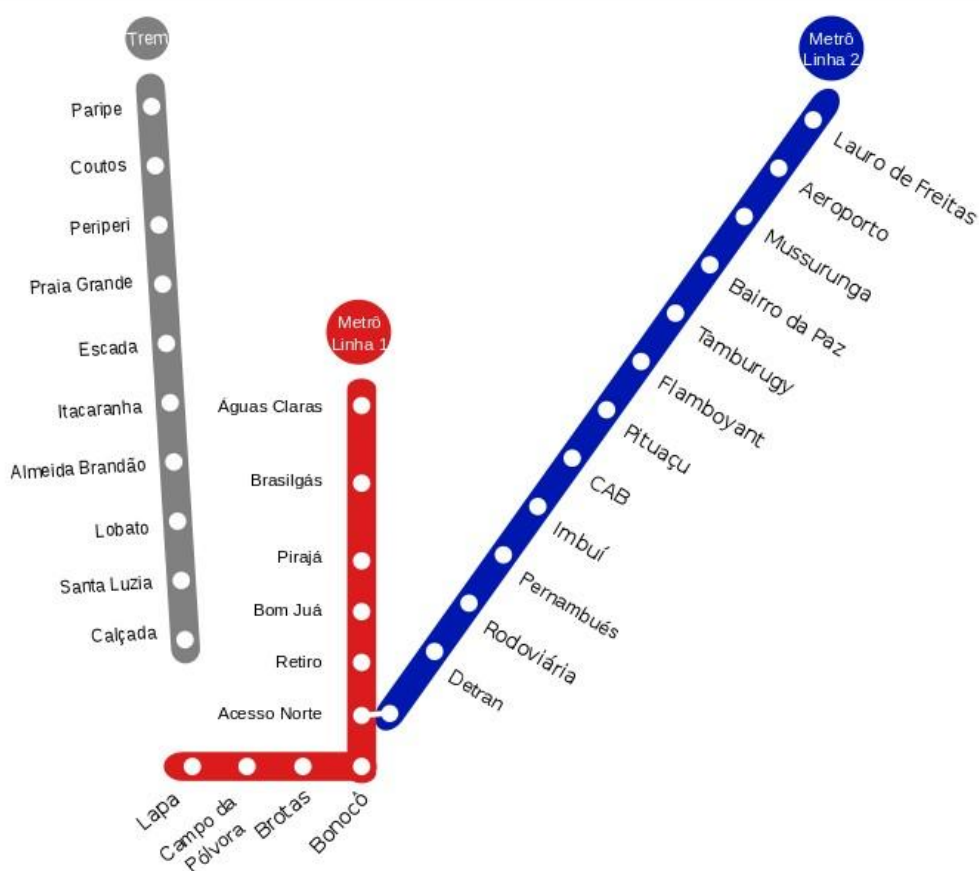 Trem
Paripe
Coutos
Periperi
Praia Grande
Escada
Itacaranha
Almeida Brandão
Lobato
Santa Luzia
Calçada
Metrô
Linha 1
Águas Claras
Brasilgás
Pirajá
Bom Juá
Retiro
Acesso Norte
Lapa
Campo da
Pólvora
Brotas
Bonocô
Metrô
Linha 2
Lauro de Freitas
Aeroporto
Mussurunga
Bairro da Paz
Tamburugy
Flamboyant
Pituaçu
CAB
Imbuí
Pernambués
Rodoviária
Detran